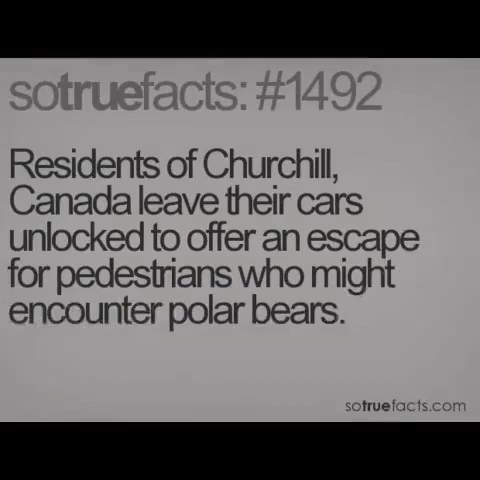 sotruefacts: #1492
Residents of Churchill,
Canada leave their cars
unlocked to offer an escape
for pedestrians who might
encounter polar bears.
sotruefacts.com